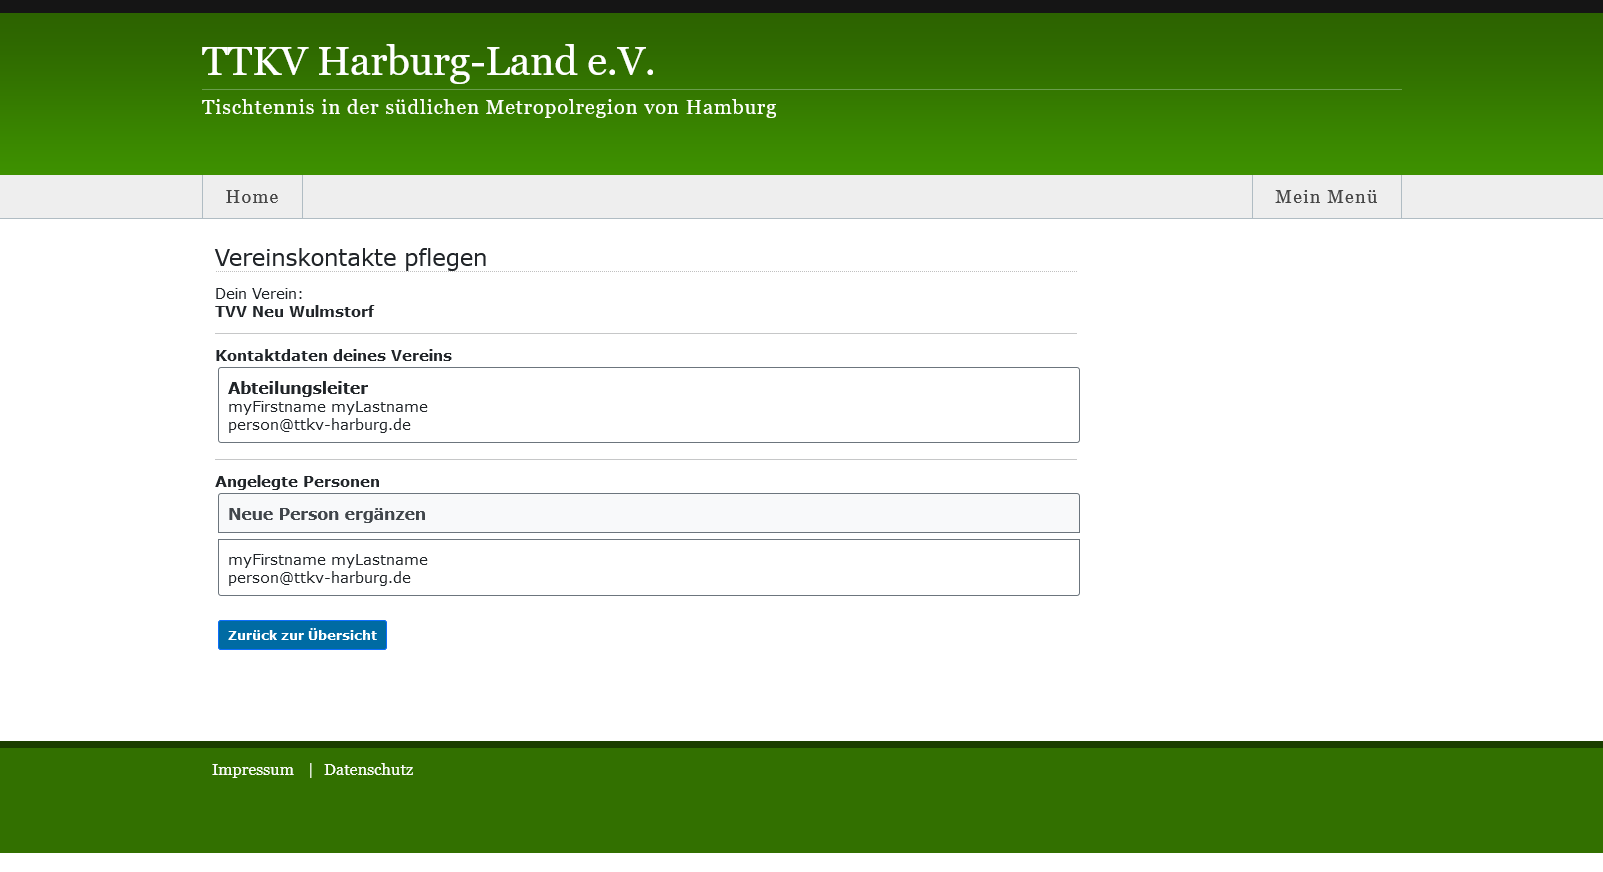 TTKV Harburg-Land e.V.
Tischtennis in der südlichen Metropolregion von Hamburg
Home
Mein Menü
Vereinskontakte pflegen
Dein Verein:
TVV Neu Wulmstorf
Kontaktdaten deines Vereins
Abteilungsleiter
myFirstname myLastname
person@ttkv-harburg.de
Angelegte Personen
Neue Person ergänzen
myFirstname myLastname
person@ttkv-harburg.de
Zurück zur Übersicht
Impressum | Datenschutz